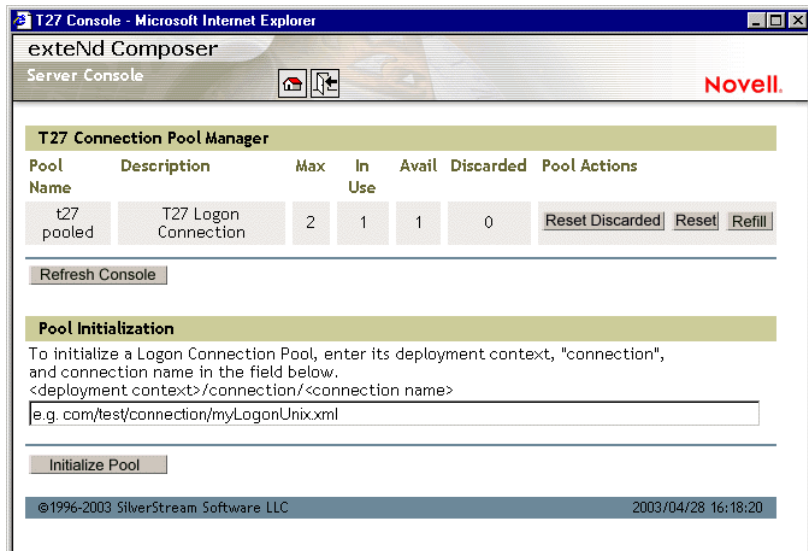 T27 Console - Microsoft Internet Explorer
exteNd Composer
Server Console
Novell.
T27 Connection Pool Manager
Pool Name Description Max In Use Avail Discarded Pool Actions
t27 pooled T27 Logon Connection 2 1 1 0 Reset Discarded Reset Refill
Refresh Console
Pool Initialization
To initialize a Logon Connection Pool, enter its deployment context, "connection",
and connection name in the field below.
<deployment context>/connection/<connection name>
e.g. com/test/connection/myLogonUnix.xml
Initialize Pool
©1996-2003 SilverStream Software LLC 2003/04/28 16:18:20